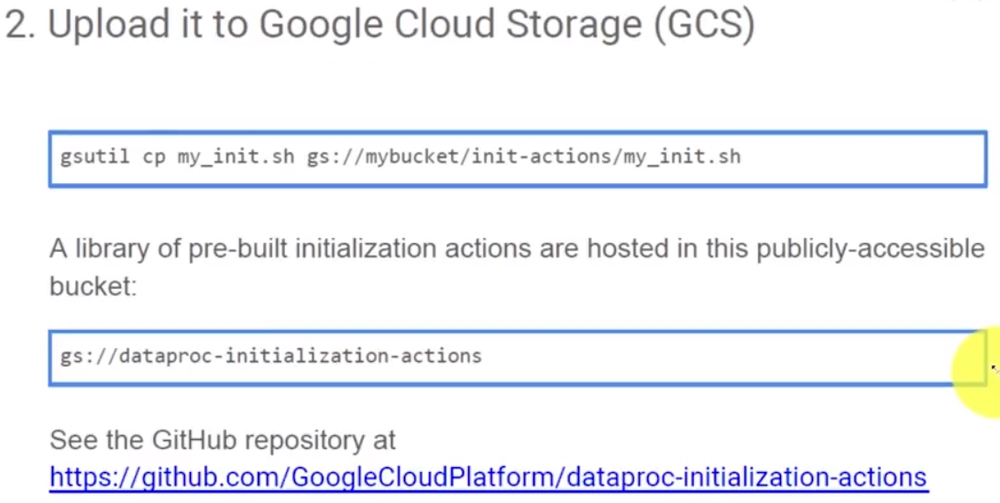 2. Upload it to Google Cloud Storage (GCS)
gsutil cp my_init.sh gs://mybucket/init-actions/my_init.sh
A library of pre-built initialization actions are hosted in this publicly-accessible
bucket:
gs://dataproc-initialization-actions
See the GitHub repository at
https://github.com/GoogleCloudPlatform/dataproc-initialization-actions